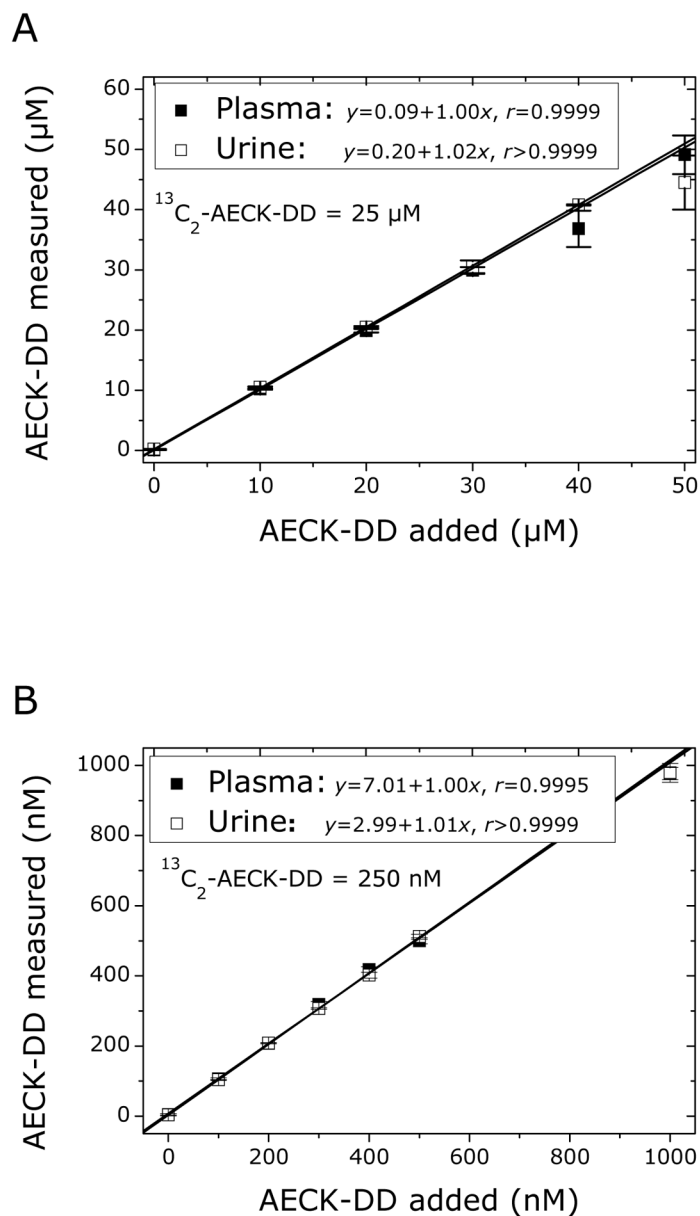 A
AECK-DD measured (µM)
60
50
40
30
20
10
0
■ Plasma: y=0.09+1.00x, r=0.9999
□ Urine: y=0.20+1.02x, r>0.9999
¹³C₂-AECK-DD = 25 µM
0 10 20 30 40 50
AECK-DD added (µM)
B
AECK-DD measured (nM)
1000
800
600
400
200
0
■ Plasma: y=7.01+1.00x, r=0.9995
□ Urine: y=2.99+1.01x, r>0.9999
¹³C₂-AECK-DD = 250 nM
0 200 400 600 800 1000
AECK-DD added (nM)